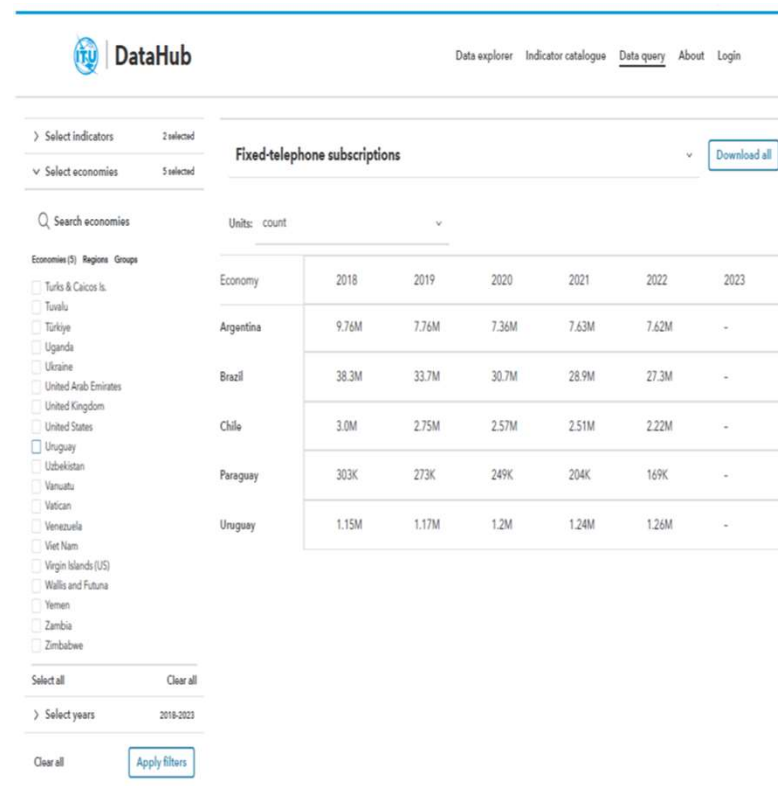 ITU DataHub
Data explorer Indicator catalogue Data query About Login
Select indicators 2 selected
Select economies 5 selected
Search economies
Economies (5) Regions Groups
Turks & Caicos Is.
Tuvalu
Türkiye
Uganda
Ukraine
United Arab Emirates
United Kingdom
United States
Uruguay
Uzbekistan
Vanuatu
Vatican
Venezuela
Viet Nam
Virgin Islands (US)
Wallis and Futuna
Yemen
Zambia
Zimbabwe
Select all Clear all
Select years 2018-2023
Clear all Apply filters
Fixed-telephone subscriptions Download all
Units: count
Economy 2018 2019 2020 2021 2022 2023
Argentina 9.76M 7.76M 7.36M 7.63M 7.62M -
Brazil 38.3M 33.7M 30.7M 28.9M 27.3M -
Chile 3.0M 2.75M 2.57M 2.51M 2.22M -
Paraguay 303K 273K 249K 204K 169K -
Uruguay 1.15M 1.17M 1.2M 1.24M 1.26M -